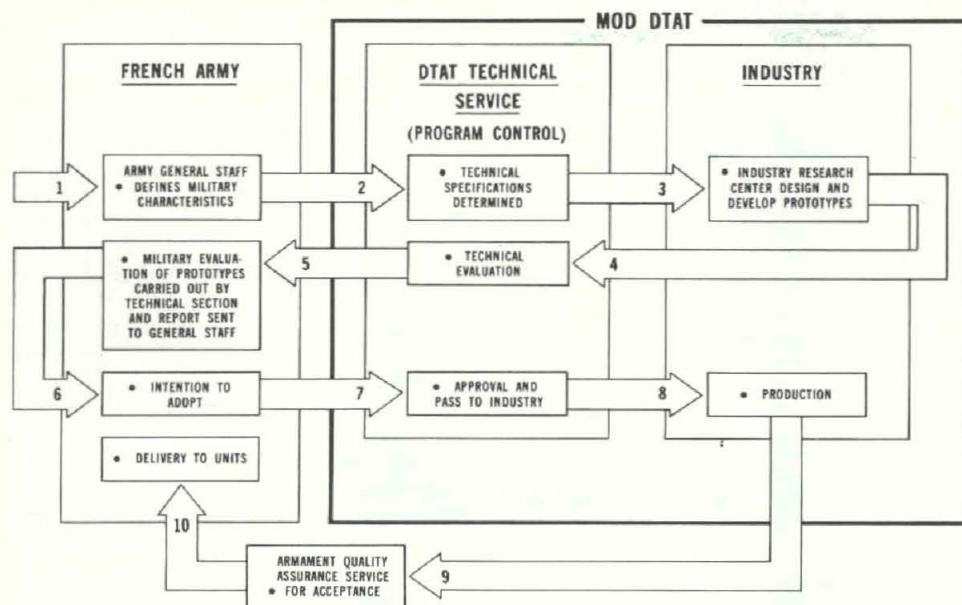 MOD DTAT
FRENCH ARMY
DTAT TECHNICAL
SERVICE
(PROGRAM CONTROL)
INDUSTRY
1
ARMY GENERAL STAFF
• DEFINES MILITARY
CHARACTERISTICS
2
• TECHNICAL
SPECIFICATIONS
DETERMINED
3
• INDUSTRY RESEARCH
CENTER DESIGN AND
DEVELOP PROTOTYPES
4
• TECHNICAL
EVALUATION
5
• MILITARY EVALUA-
TION OF PROTOTYPES
CARRIED OUT BY
TECHNICAL SECTION
AND REPORT SENT
TO GENERAL STAFF
6
• INTENTION TO
ADOPT
7
• APPROVAL AND
PASS TO INDUSTRY
8
• PRODUCTION
9
ARMAMENT QUALITY
ASSURANCE SERVICE
• FOR ACCEPTANCE
10
• DELIVERY TO UNITS